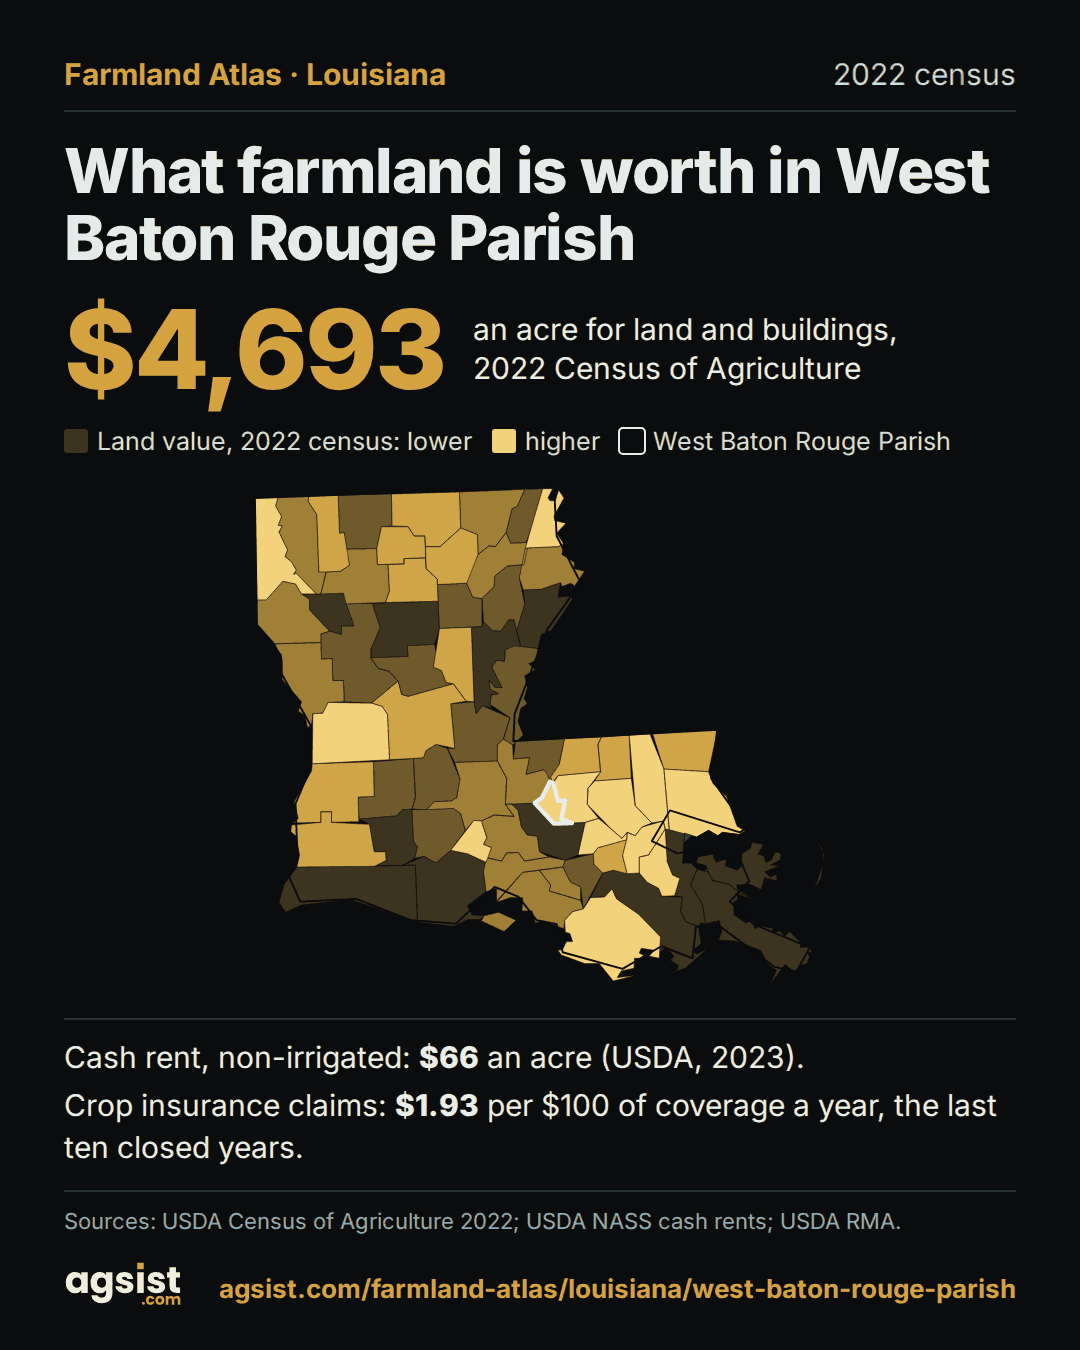 Farmland Atlas · Louisiana
2022 census
What farmland is worth in West
Baton Rouge Parish
$4,693
an acre for land and buildings,
2022 Census of Agriculture
Land value, 2022 census: lower
higher
West Baton Rouge Parish
Cash rent, non-irrigated: $66 an acre (USDA, 2023).
Crop insurance claims: $1.93 per $100 of coverage a year, the last
ten closed years.
Sources: USDA Census of Agriculture 2022; USDA NASS cash rents; USDA RMA.
agsist
.com
agsist.com/farmland-atlas/louisiana/west-baton-rouge-parish